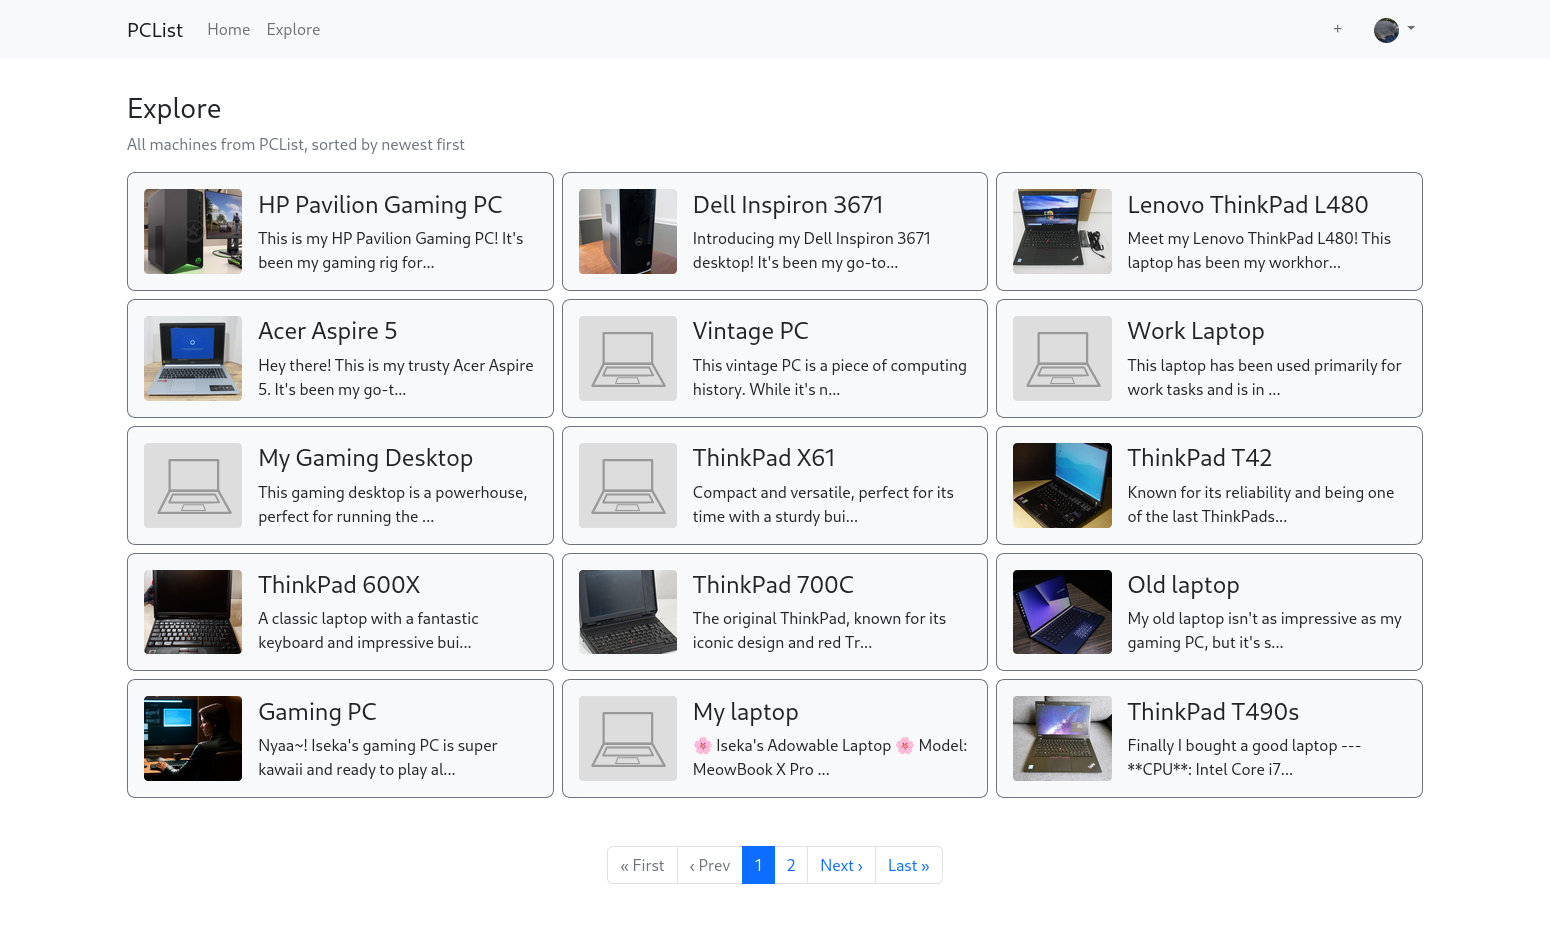 PCList Home Explore +
Explore
All machines from PCList, sorted by newest first
HP Pavilion Gaming PC
This is my HP Pavilion Gaming PC! It's
been my gaming rig for...
Dell Inspiron 3671
Introducing my Dell Inspiron 3671
desktop! It's been my go-to...
Lenovo ThinkPad L480
Meet my Lenovo ThinkPad L480! This
laptop has been my workhor...
Acer Aspire 5
Hey there! This is my trusty Acer Aspire
5. It's been my go-t...
Vintage PC
This vintage PC is a piece of computing
history. While it's n...
Work Laptop
This laptop has been used primarily for
work tasks and is in ...
My Gaming Desktop
This gaming desktop is a powerhouse,
perfect for running the ...
ThinkPad X61
Compact and versatile, perfect for its
time with a sturdy bui...
ThinkPad T42
Known for its reliability and being one
of the last ThinkPads...
ThinkPad 600X
A classic laptop with a fantastic
keyboard and impressive bui...
ThinkPad 700C
The original ThinkPad, known for its
iconic design and red Tr...
Old laptop
My old laptop isn't as impressive as my
gaming PC, but it's s...
Gaming PC
Nyaa~! Iseka's gaming PC is super
kawaii and ready to play al...
My laptop
🌸 Iseka's Adowable Laptop 🌸 Model:
MeowBook X Pro ...
ThinkPad T490s
Finally I bought a good laptop ---
**CPU**: Intel Core i7...
« First ‹ Prev 1 2 Next › Last »